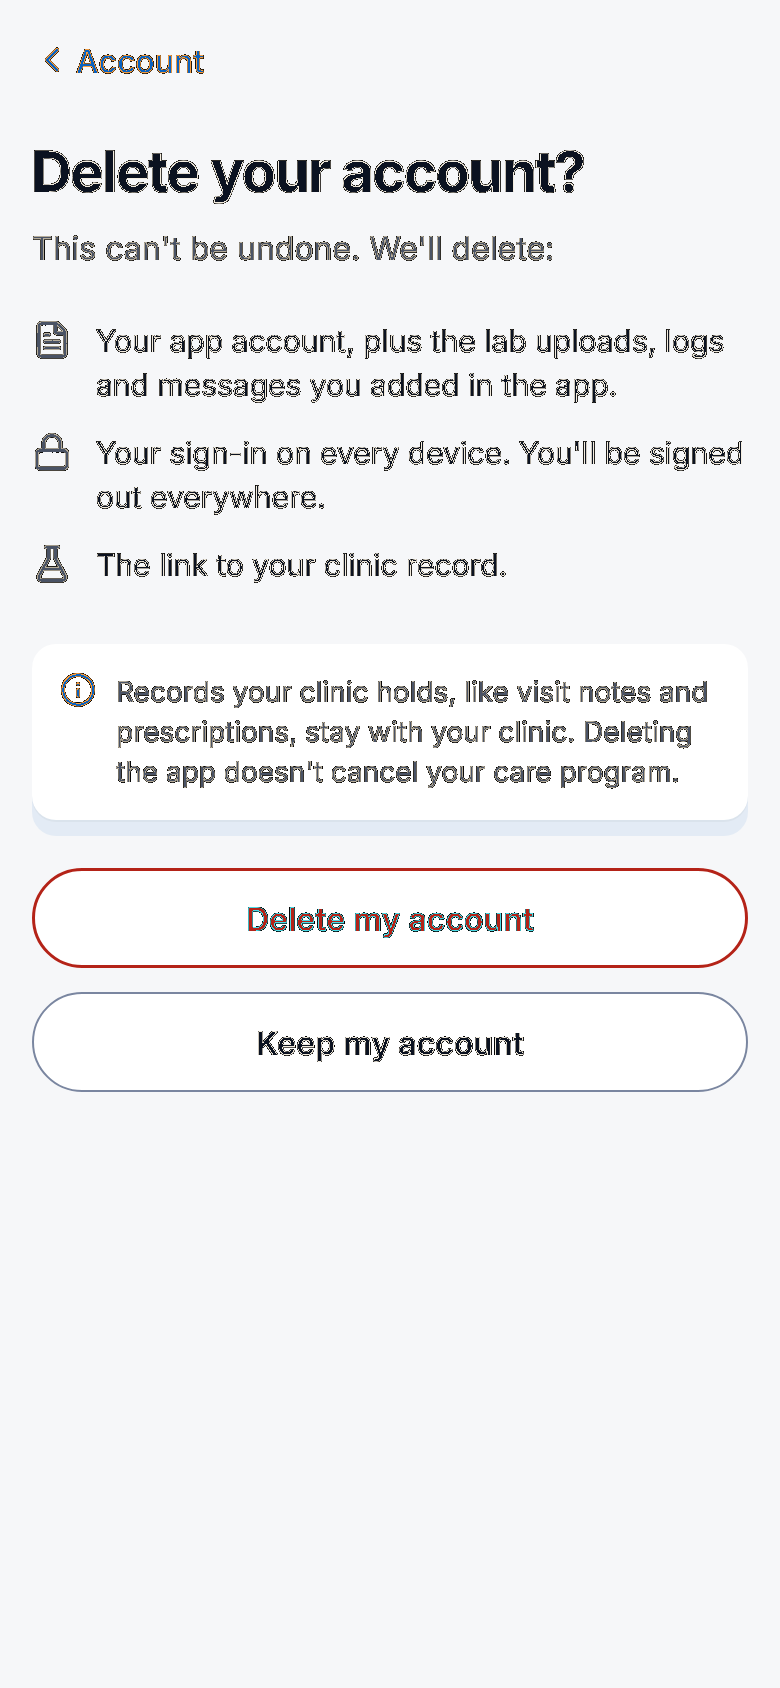 Account
Delete your account?
This can't be undone. We'll delete:
Your app account, plus the lab uploads, logs
and messages you added in the app.
Your sign-in on every device. You'll be signed
out everywhere.
The link to your clinic record.
Records your clinic holds, like visit notes and
prescriptions, stay with your clinic. Deleting
the app doesn't cancel your care program.
Delete my account
Keep my account